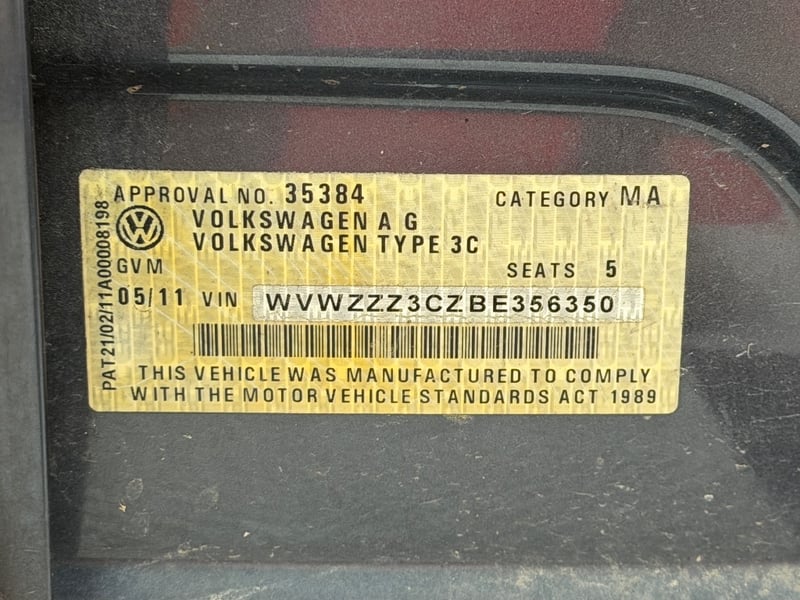 APPROVAL NO. 35384 CATEGORY MA
VOLKSWAGEN A G
VOLKSWAGEN TYPE 3C
GVM SEATS 5
05/11 VIN WVWZZZ3CZBE356350
THIS VEHICLE WAS MANUFACTURED TO COMPLY
WITH THE MOTOR VEHICLE STANDARDS ACT 1989
PAT21/02/11A00008198